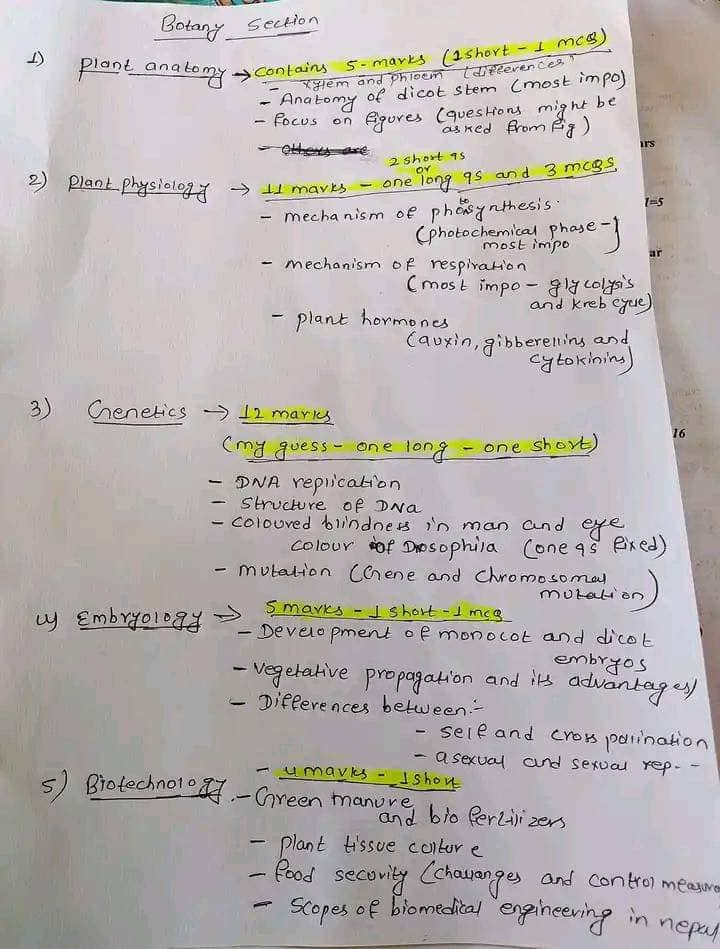 Botany Section
1) Plant anatomy → contains 5-marks (1short-1 mcq)
- xylem and phloem (differences)
- Anatomy of dicot stem (most impo)
- focus on figures (questions might be
asked from fig)
- others are
2 short qs
or
2) Plant physiology → 11 marks - one long qs and 3 mcqs
- mechanism of photosynthesis.
(photochemical phase -
most impo
- mechanism of respiration
(most impo - glycolysis
and kreb cycle)
- plant hormones
(auxin, gibberellins and
cytokinins)
3) Genetics → 12 marks
(my guess - one long - one short)
- DNA replication
- structure of DNA
- coloured blindness in man and eye
colour of Drosophila (one qs fixed)
- mutation (Gene and chromosomal
mutation)
4) Embryology → 5 marks - 1 short - 1 mcq
- Development of monocot and dicot
embryos
- vegetative propagation and its advantages)
- Differences between:-
- self and cross pollination
- asexual and sexual rep. -
5) Biotechnology - 4 marks - 1 short
- Green manure
and bio fertilizers
- plant tissue culture
- food security (challanges and control measure
- scopes of biomedical engineering in nepal
rs
1=5
ar
16